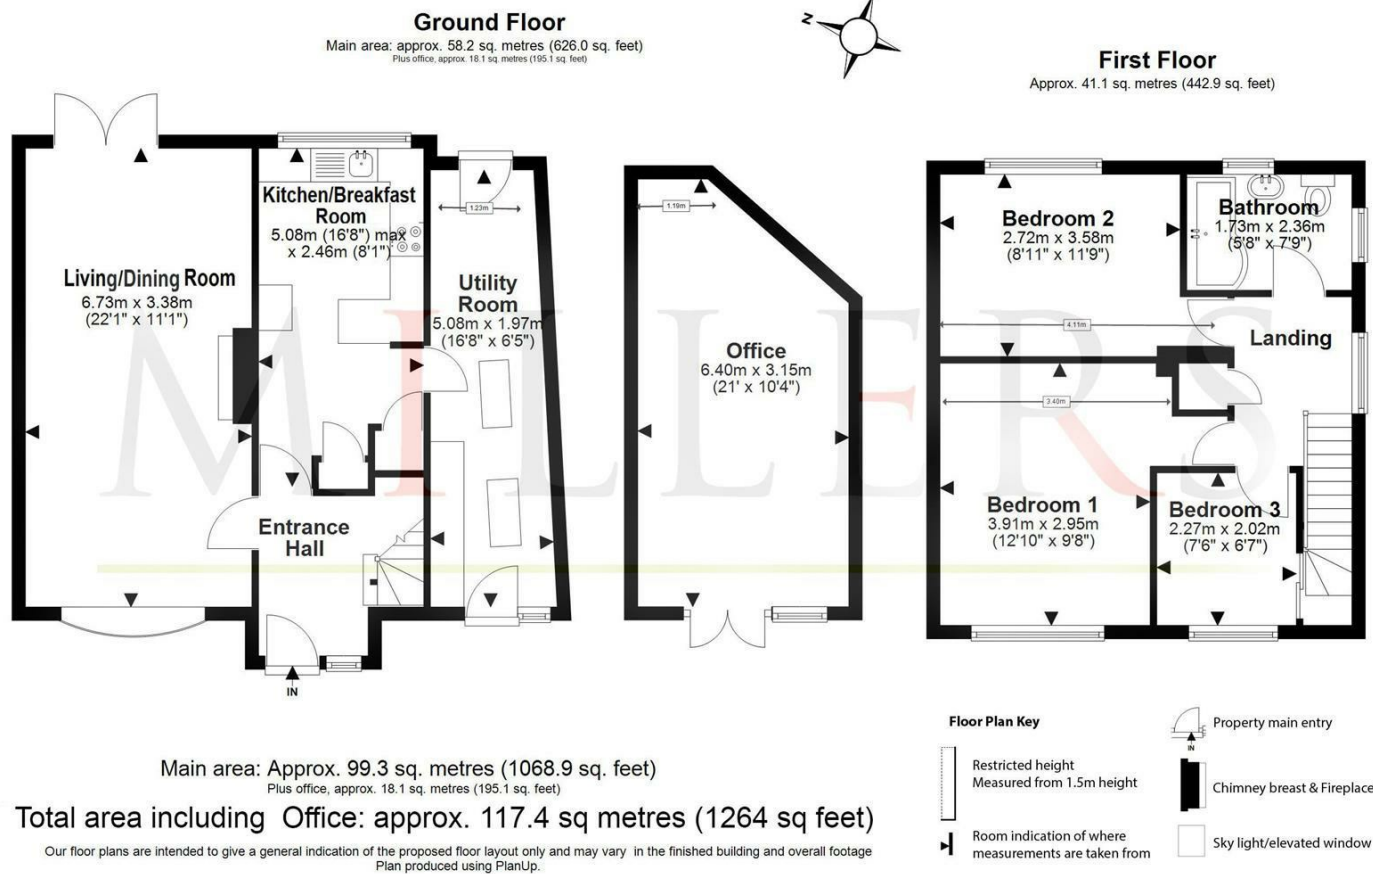 Ground Floor
Main area: approx. 58.2 sq. metres (626.0 sq. feet)
Plus office, approx. 18.1 sq. metres (195.1 sq. feet)
N
First Floor
Approx. 41.1 sq. metres (442.9 sq. feet)
Kitchen/Breakfast
Room
5.08m (16'8") max
x 2.46m (8'1")
Living/Dining Room
6.73m x 3.38m
(22'1" x 11'1")
1.23m
Utility
Room
5.08m x 1.97m
(16'8" x 6'5")
Entrance
Hall
IN
1.19m
Office
6.40m x 3.15m
(21' x 10'4")
Bedroom 2
2.72m x 3.58m
(8'11" x 11'9")
4.11m
Bathroom
1.73m x 2.36m
(5'8" x 7'9")
Landing
3.40m
Bedroom 1
3.91m x 2.95m
(12'10" x 9'8")
Bedroom 3
2.27m x 2.02m
(7'6" x 6'7")
MILLERS
Main area: Approx. 99.3 sq. metres (1068.9 sq. feet)
Plus office, approx. 18.1 sq. metres (195.1 sq. feet)
Total area including Office: approx. 117.4 sq metres (1264 sq feet)
Our floor plans are intended to give a general indication of the proposed floor layout only and may vary in the finished building and overall footage
Plan produced using PlanUp.
Floor Plan Key
Restricted height
Measured from 1.5m height
Room indication of where
measurements are taken from
Property main entry
IN
Chimney breast & Fireplace
Sky light/elevated window